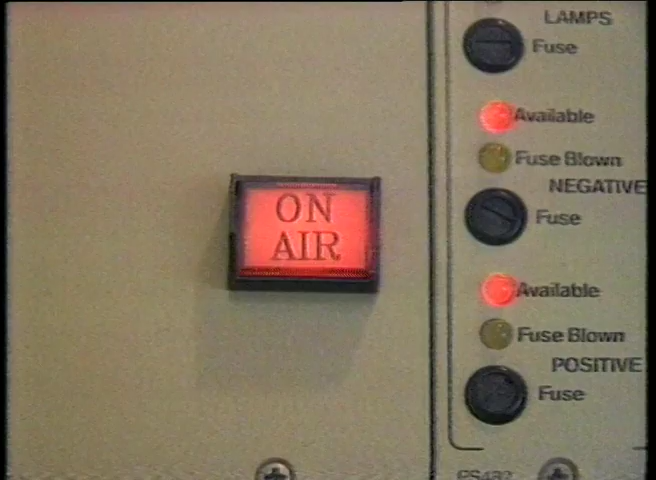 ON
AIR
LAMPS
Fuse
Available
Fuse Blown
NEGATIVE
Fuse
Available
Fuse Blown
POSITIVE
Fuse